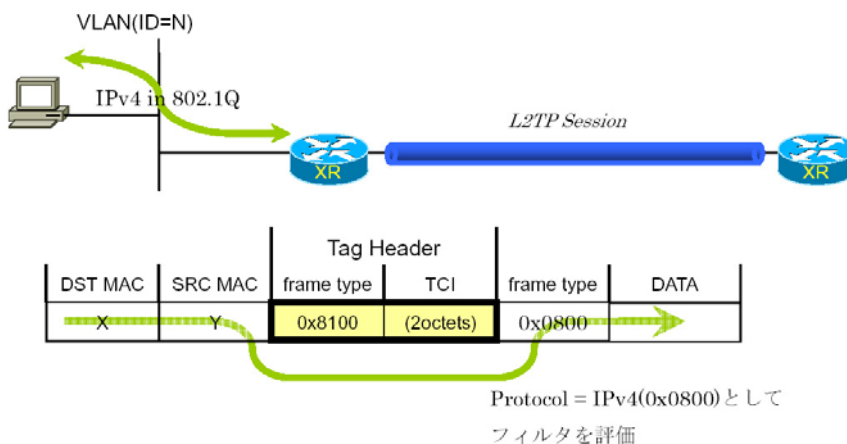 VLAN(ID=N)
IPv4 in 802.1Q
L2TP Session
XR
XR
Tag Header
DST MAC
SRC MAC
frame type
TCI
frame type
DATA
X
Y
0x8100
(2octets)
0x0800
Protocol = IPv4(0x0800)として
フィルタを評価